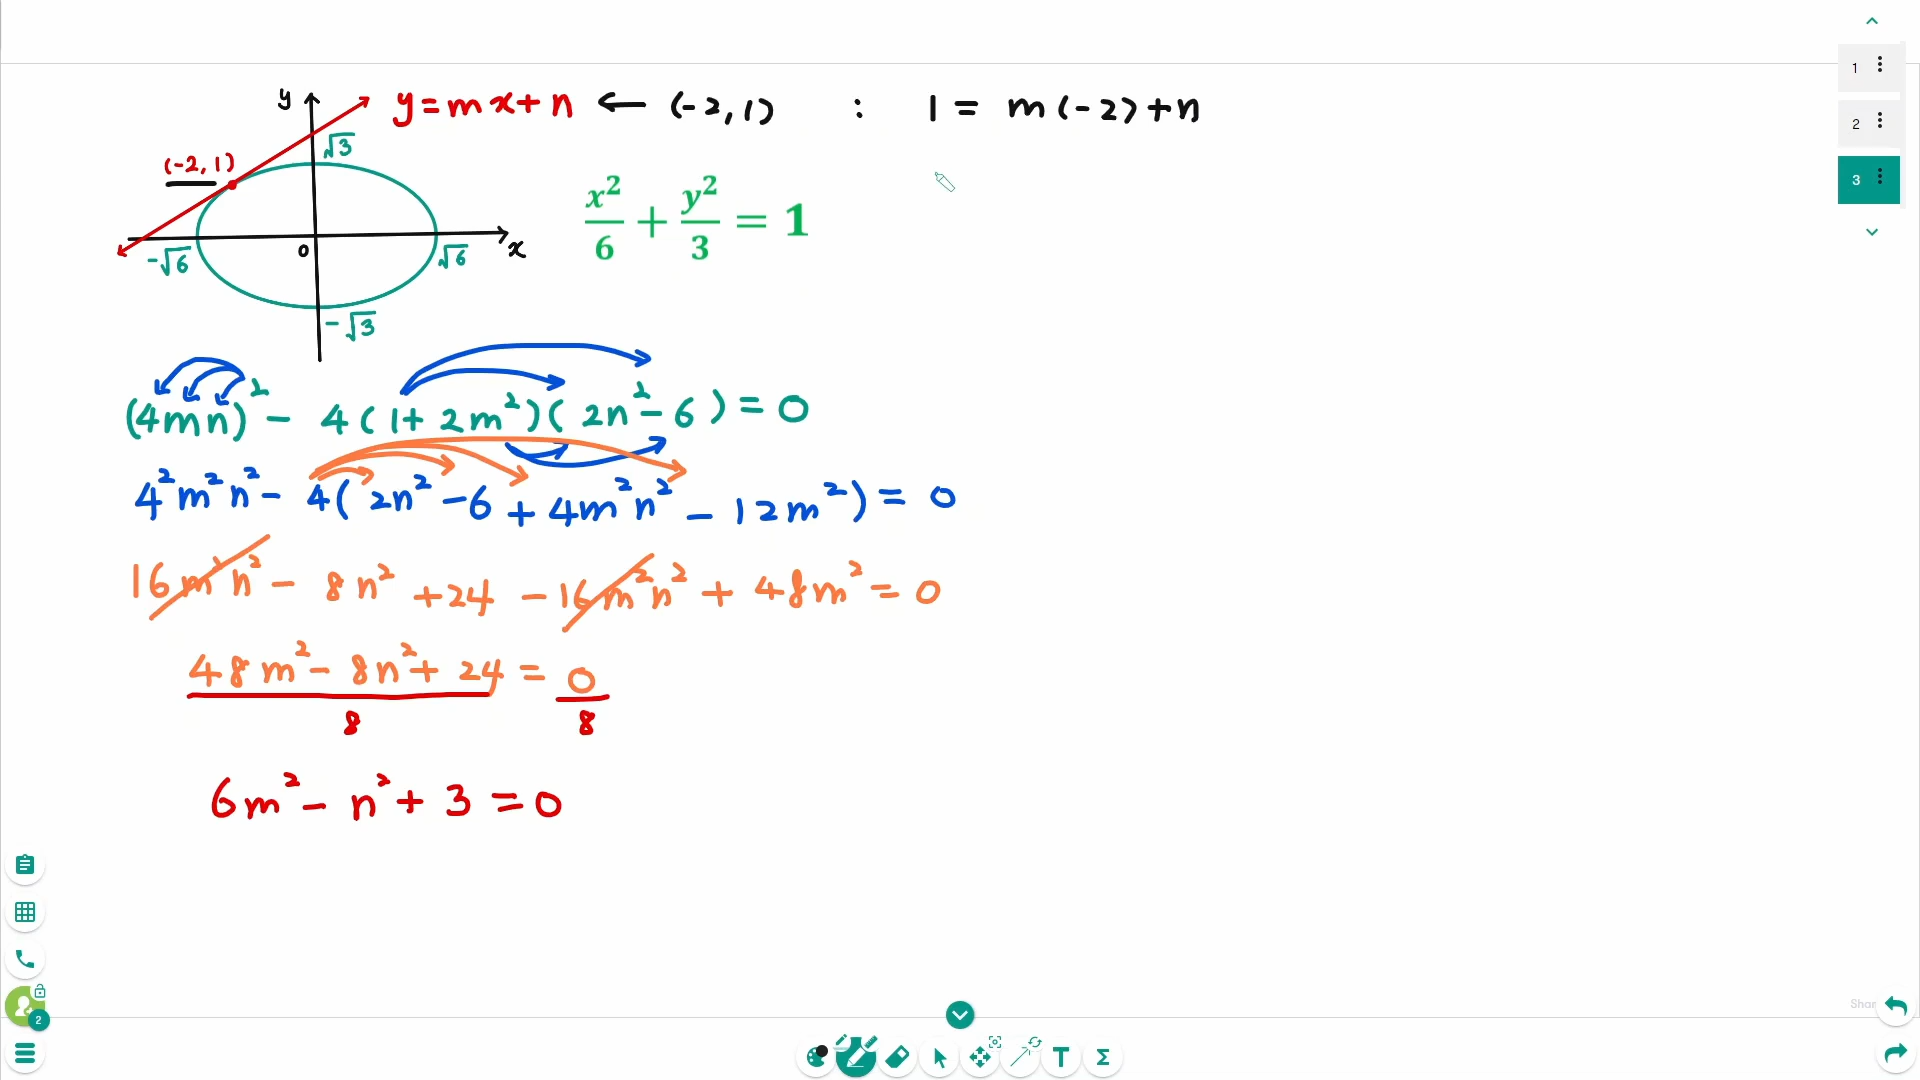 y
y = mx + n ← (-2, 1) : 1 = m(-2) + n
√3
(-2, 1)
x²/6 + y²/3 = 1
-√6 0 √6 x
-√3
(4mn)² - 4(1 + 2m²)(2n² - 6) = 0
4²m²n² - 4(2n² - 6 + 4m²n² - 12m²) = 0
16m²n² - 8n² + 24 - 16m²n² + 48m² = 0
48m² - 8n² + 24 = 0
8 8
6m² - n² + 3 = 0
1
2
3
2
Shar
T Σ